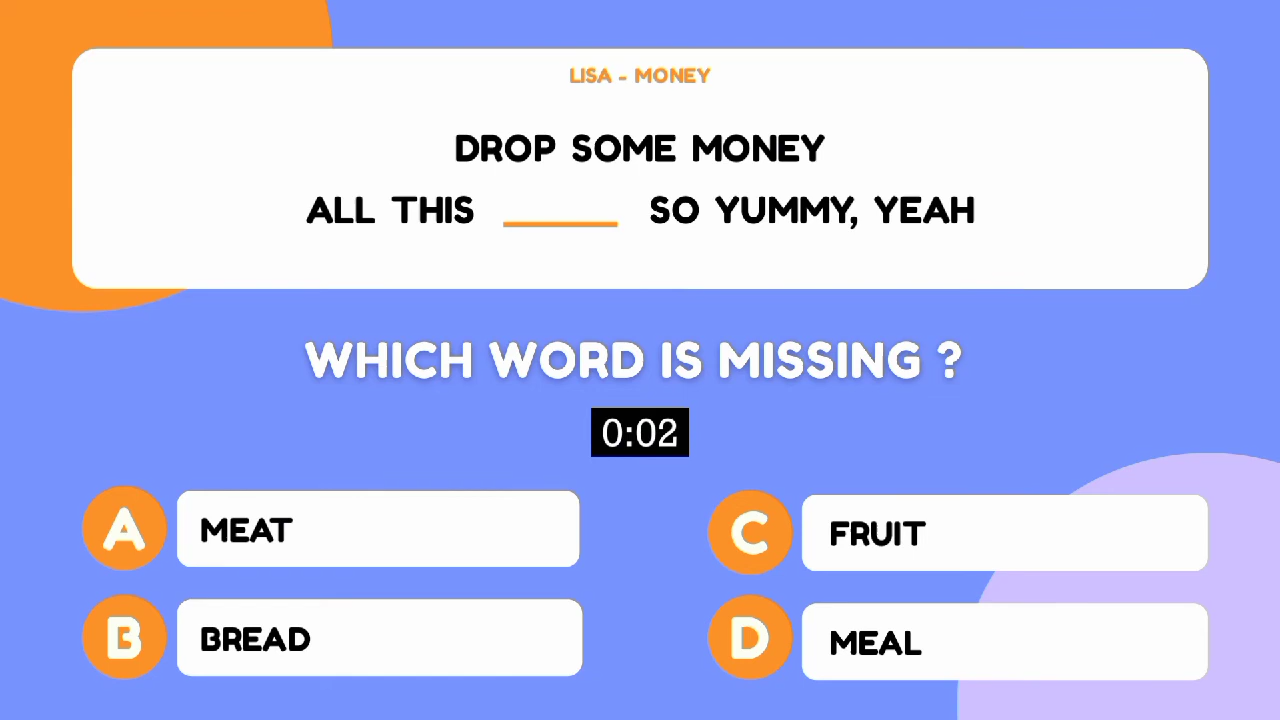 LISA - MONEY
DROP SOME MONEY
ALL THIS _____ SO YUMMY, YEAH
WHICH WORD IS MISSING ?
0:02
A MEAT
C FRUIT
B BREAD
D MEAL